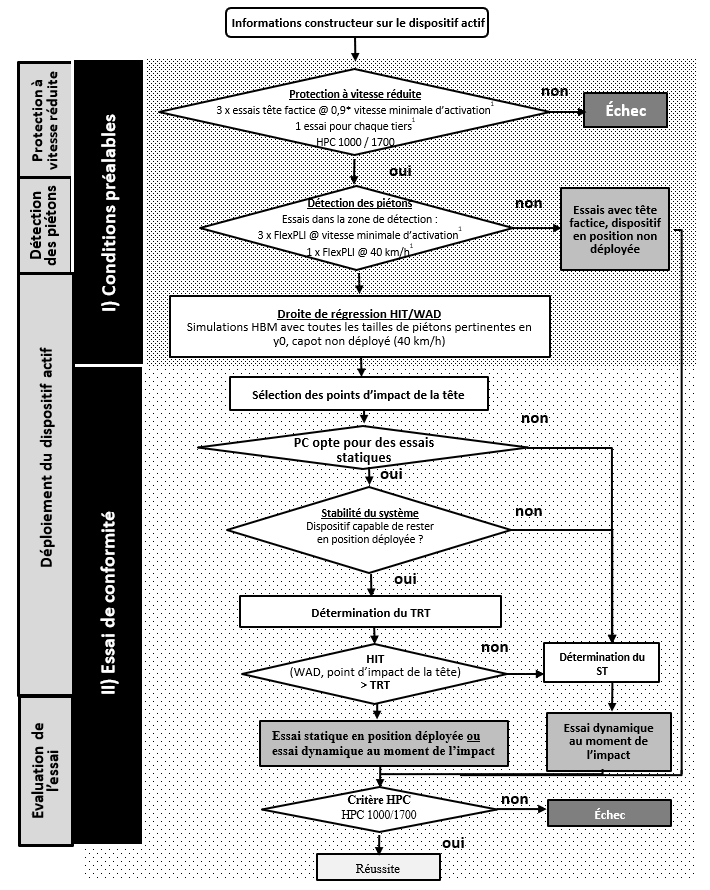 Informations constructeur sur le dispositif actif
Protection à
vitesse réduite
Détection
des piétons
Déploiement du dispositif actif
Evaluation de
l'essai
I) Conditions préalables
II) Essai de conformité
Protection à vitesse réduite
3 x essais tête factice @ 0,9* vitesse minimale d'activation1
1 essai pour chaque tiers1
HPC 1000 / 1700
non
Échec
oui
Détection des piétons
Essais dans la zone de détection :
3 x FlexPLI @ vitesse minimale d'activation1
1 x FlexPLI @ 40 km/h1
non
Essais avec tête
factice, dispositif
en position non
déployée
Droite de régression HIT/WAD
Simulations HBM avec toutes les tailles de piétons pertinentes en
y0, capot non déployé (40 km/h)
Sélection des points d'impact de la tête
non
PC opte pour des essais
statiques
oui
Stabilité du système
Dispositif capable de rester
en position déployée ?
non
oui
Détermination du TRT
HIT
(WAD, point d'impact de la tête)
> TRT
non
Détermination du
ST
Essai statique en position déployée ou
essai dynamique au moment de l'impact
Essai dynamique
au moment de
l'impact
Critère HPC
HPC 1000/1700
non
Échec
oui
Réussite